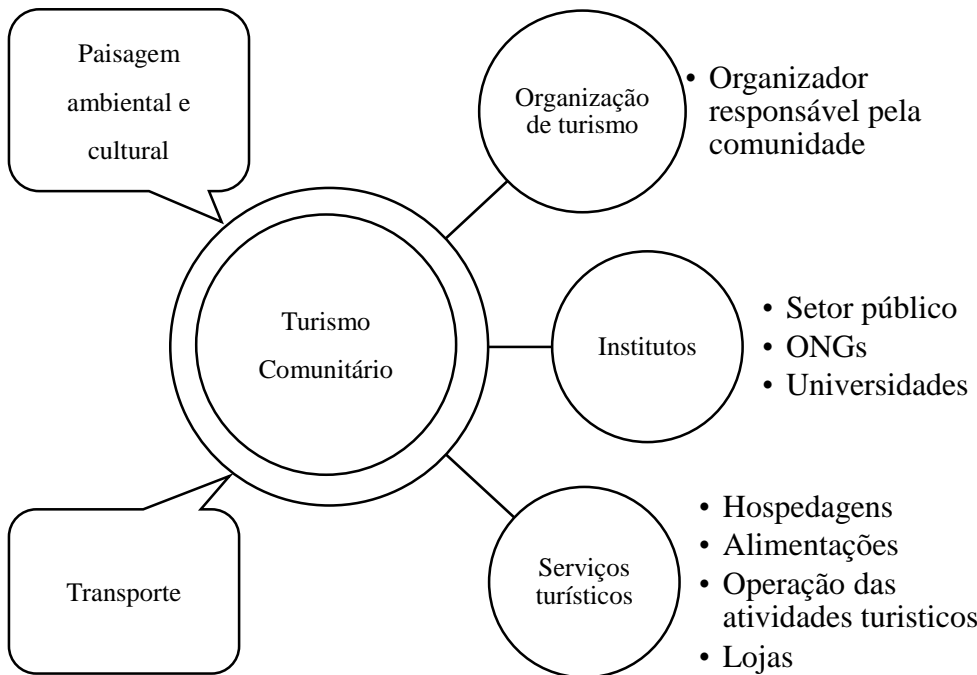 Paisagem
ambiental e
cultural
Organização
de turismo
• Organizador
responsável pela
comunidade
Turismo
Comunitário
Institutos
• Setor público
• ONGs
• Universidades
Transporte
Serviços
turísticos
• Hospedagens
• Alimentações
• Operação das
atividades turisticos
• Lojas